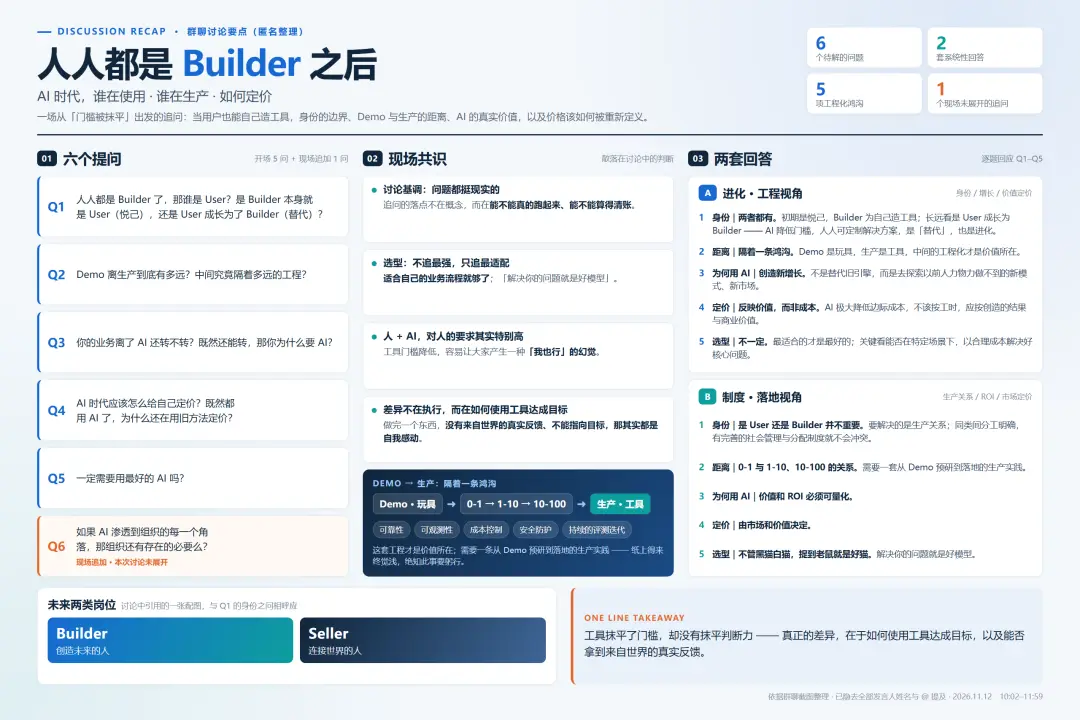 DISCUSSION RECAP · 群聊讨论要点（匿名整理）
人人都是 Builder 之后
AI 时代，谁在使用 · 谁在生产 · 如何定价
一场从「门槛被抹平」出发的追问：当用户也能自己造工具，身份的边界、Demo 与生产的距离、AI 的真实价值，以及价格该如何被重新定义。
6
个待解的问题
2
套系统性回答
5
项工程化鸿沟
1
个现场未展开的追问
01 六个提问
开场 5 问 + 现场追加 1 问
Q1
人人都是 Builder 了，那谁是 User？是 Builder 本身就
是 User（悦己），还是 User 成长为了 Builder（替代）？
Q2
Demo 离生产到底有多远？中间究竟隔着多远的工程？
Q3
你的业务离了 AI 还转不转？既然还能转，那你为什么要 AI？
Q4
AI 时代应该怎么给自己定价？既然都
用 AI 了，为什么还在用旧方法定价？
Q5
一定需要用最好的 AI 吗？
Q6
如果 AI 渗透到组织的每一个角
落，那组织还有存在的必要么？
现场追加 · 本次讨论未展开
02 现场共识
散落在讨论中的判断
讨论基调：问题都挺现实的
追问的落点不在概念，而在能不能真的跑起来、能不能算得清账。
选型：不追最强，只追最适配
适合自己的业务流程就够了；「解决你的问题就是好模型」。
人 + AI，对人的要求其实特别高
工具门槛降低，容易让大家产生一种「我也行」的幻觉。
差异不在执行，而在如何使用工具达成目标
做完一个东西，没有来自世界的真实反馈、不能指向目标，那其实都是
自我感动。
DEMO → 生产：隔着一条鸿沟
Demo · 玩具 → 0-1 → 1-10 → 10-100 → 生产 · 工具
可靠性 可观测性 成本控制 安全防护 持续的评测迭代
这套工程才是价值所在；需要一条从 Demo 预研到落地的生产实践 —— 纸上得来
终觉浅，绝知此事要躬行。
03 两套回答
逐题回应 Q1–Q5
A 进化 · 工程视角
身份 / 增长 / 价值定价
1 身份｜两者都有。初期是悦己，Builder 为自己造工具；长远看是 User 成长为
Builder —— AI 降低门槛，人人可定制解决方案，是「替代」，也是进化。
2 距离｜隔着一条鸿沟。Demo 是玩具，生产是工具，中间的工程化才是价值所在。
3 为何用 AI｜创造新增长。不是替代旧引擎，而是去探索以前人力物力做不到的新模
式、新市场。
4 定价｜反映价值，而非成本。AI 极大降低边际成本，不该按工时，应按创造的结果
与商业价值。
5 选型｜不一定。最适合的才是最好的；关键看能否在特定场景下，以合理成本解决好
核心问题。
B 制度 · 落地视角
生产关系 / ROI / 市场定价
1 身份｜是 User 还是 Builder 并不重要。要解决的是生产关系；同类间分工明确，
有完善的社会管理与分配制度就不会冲突。
2 距离｜0-1 与 1-10、10-100 的关系。需要一套从 Demo 预研到落地的生产实践。
3 为何用 AI｜价值和 ROI 必须可量化。
4 定价｜由市场和价值决定。
5 选型｜不管黑猫白猫，捉到老鼠就是好猫。解决你的问题就是好模型。
未来两类岗位 讨论中引用的一张配图，与 Q1 的身份之问相呼应
Builder
创造未来的人
Seller
连接世界的人
ONE LINE TAKEAWAY
工具抹平了门槛，却没有抹平判断力 —— 真正的差异，在于如何使用工具达成目标，以及能否
拿到来自世界的真实反馈。
依据群聊截图整理 · 已隐去全部发言人姓名与 @ 提及 · 2026.11.12 10:02–11:59